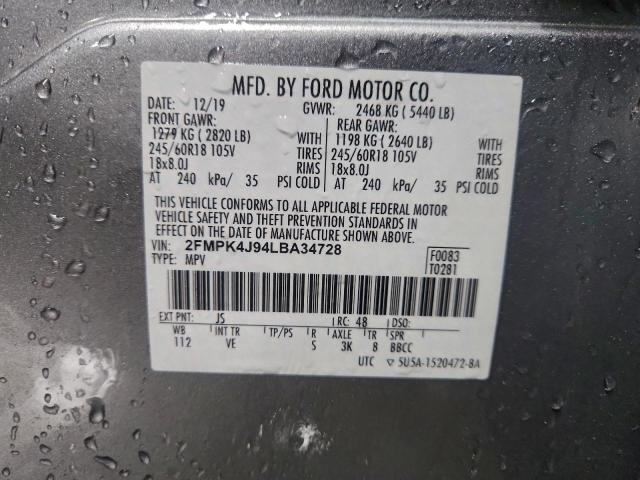 MFD. BY FORD MOTOR CO.
DATE: 12/19 GVWR: 2468 KG ( 5440 LB)
FRONT GAWR: REAR GAWR:
1279 KG ( 2820 LB) WITH 1198 KG ( 2640 LB) WITH
245/60R18 105V TIRES 245/60R18 105V TIRES
18x8.0J RIMS 18x8.0J RIMS
AT 240 kPa/ 35 PSI COLD AT 240 kPa/ 35 PSI COLD
THIS VEHICLE CONFORMS TO ALL APPLICABLE FEDERAL MOTOR
VEHICLE SAFETY AND THEFT PREVENTION STANDARDS IN
EFFECT ON THE DATE OF MANUFACTURE SHOWN ABOVE.
VIN: 2FMPK4J94LBA34728 F0083
TYPE: MPV T0281
EXT PNT: JS RC: 48 DSO:
WB INT TR TP/PS R AXLE TR SPR
112 VE S 3K 8 BBCC
UTC ▽ 5U5A-1520472-BA